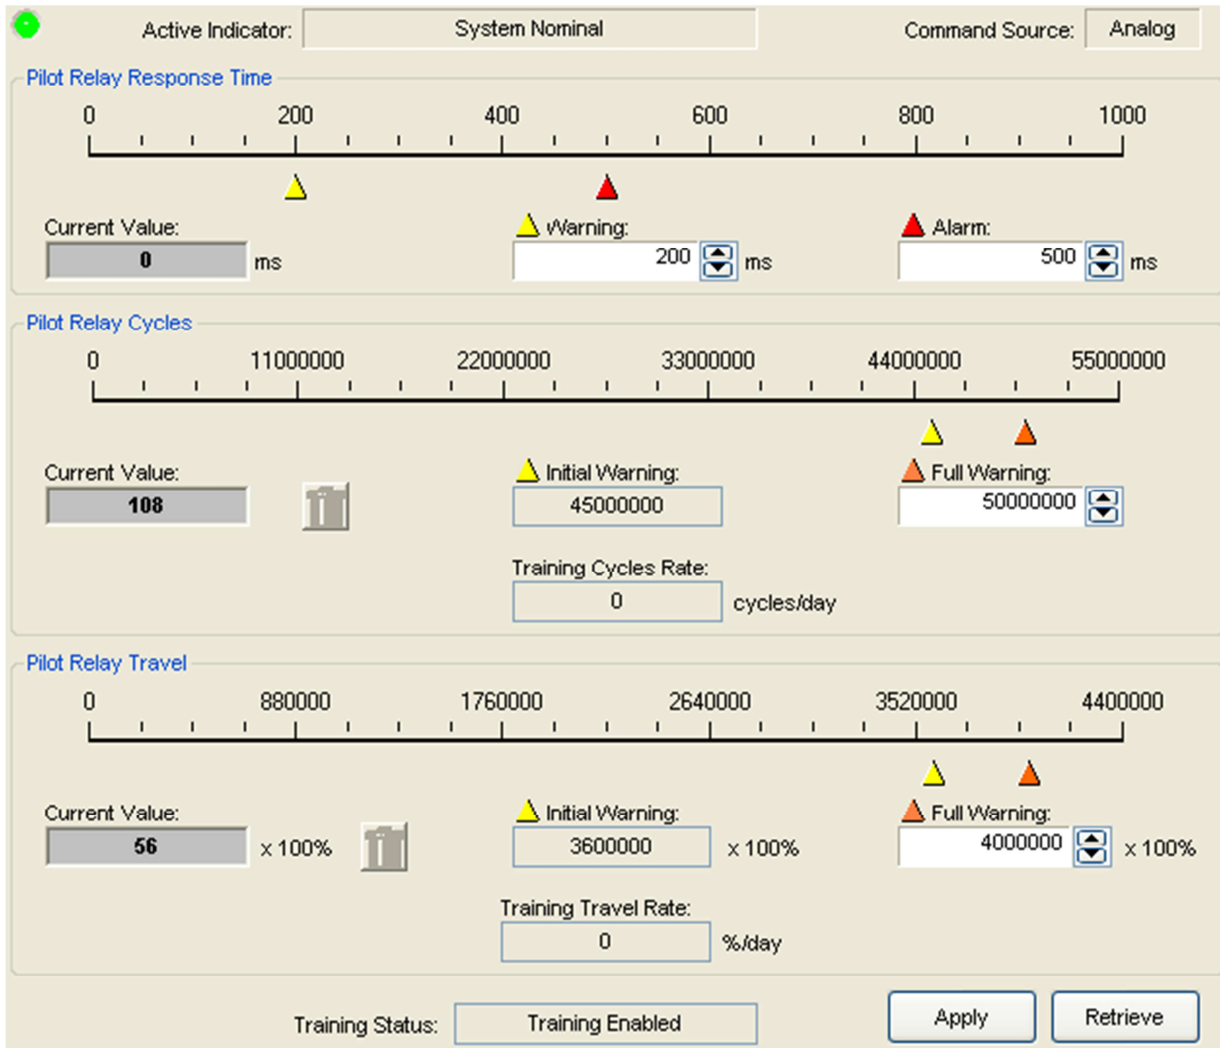 Active Indicator: System Nominal Command Source: Analog
Pilot Relay Response Time
0 200 400 600 800 1000
Current Value: Warning: Alarm:
0 ms 200 ms 500 ms
Pilot Relay Cycles
0 11000000 22000000 33000000 44000000 55000000
Current Value: Initial Warning: Full Warning:
108 45000000 50000000
Training Cycles Rate:
0 cycles/day
Pilot Relay Travel
0 880000 1760000 2640000 3520000 4400000
Current Value: Initial Warning: Full Warning:
56 x 100% 3600000 x 100% 4000000 x 100%
Training Travel Rate:
0 %/day
Training Status: Training Enabled Apply Retrieve